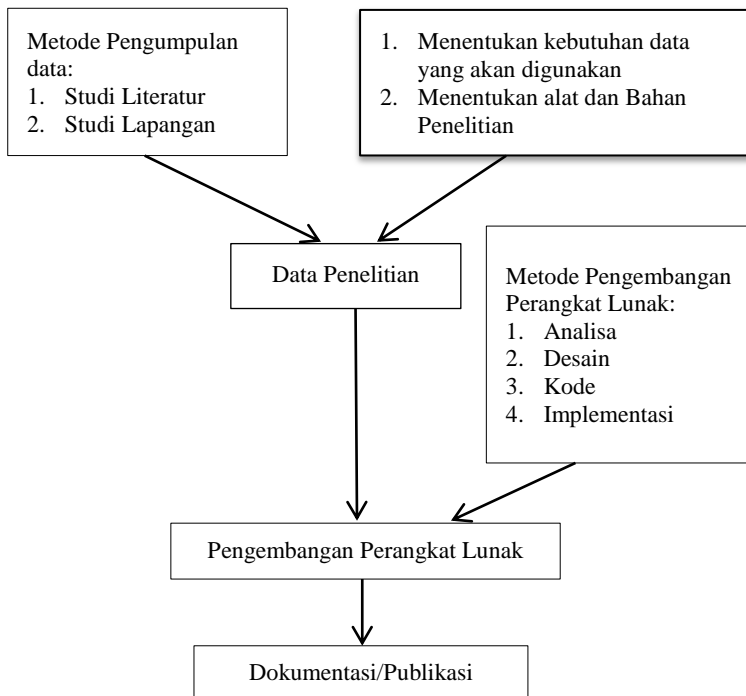 Metode Pengumpulan
data:
1. Studi Literatur
2. Studi Lapangan
1. Menentukan kebutuhan data
yang akan digunakan
2. Menentukan alat dan Bahan
Penelitian
Data Penelitian
Metode Pengembangan
Perangkat Lunak:
1. Analisa
2. Desain
3. Kode
4. Implementasi
Pengembangan Perangkat Lunak
Dokumentasi/Publikasi